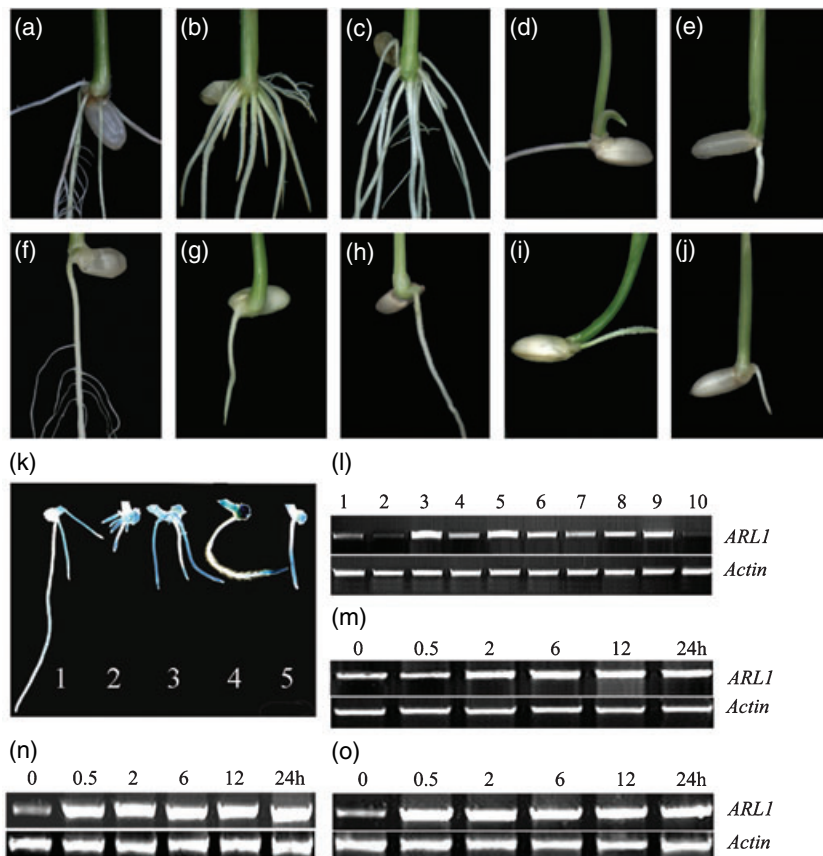 (a) (b) (c) (d) (e)
(f) (g) (h) (i) (j)
(k)
1 2 3 4 5
(l)
1 2 3 4 5 6 7 8 9 10
ARL1
Actin
(m)
0 0.5 2 6 12 24h
ARL1
Actin
(n)
0 0.5 2 6 12 24h
(o)
0 0.5 2 6 12 24h
ARL1
Actin